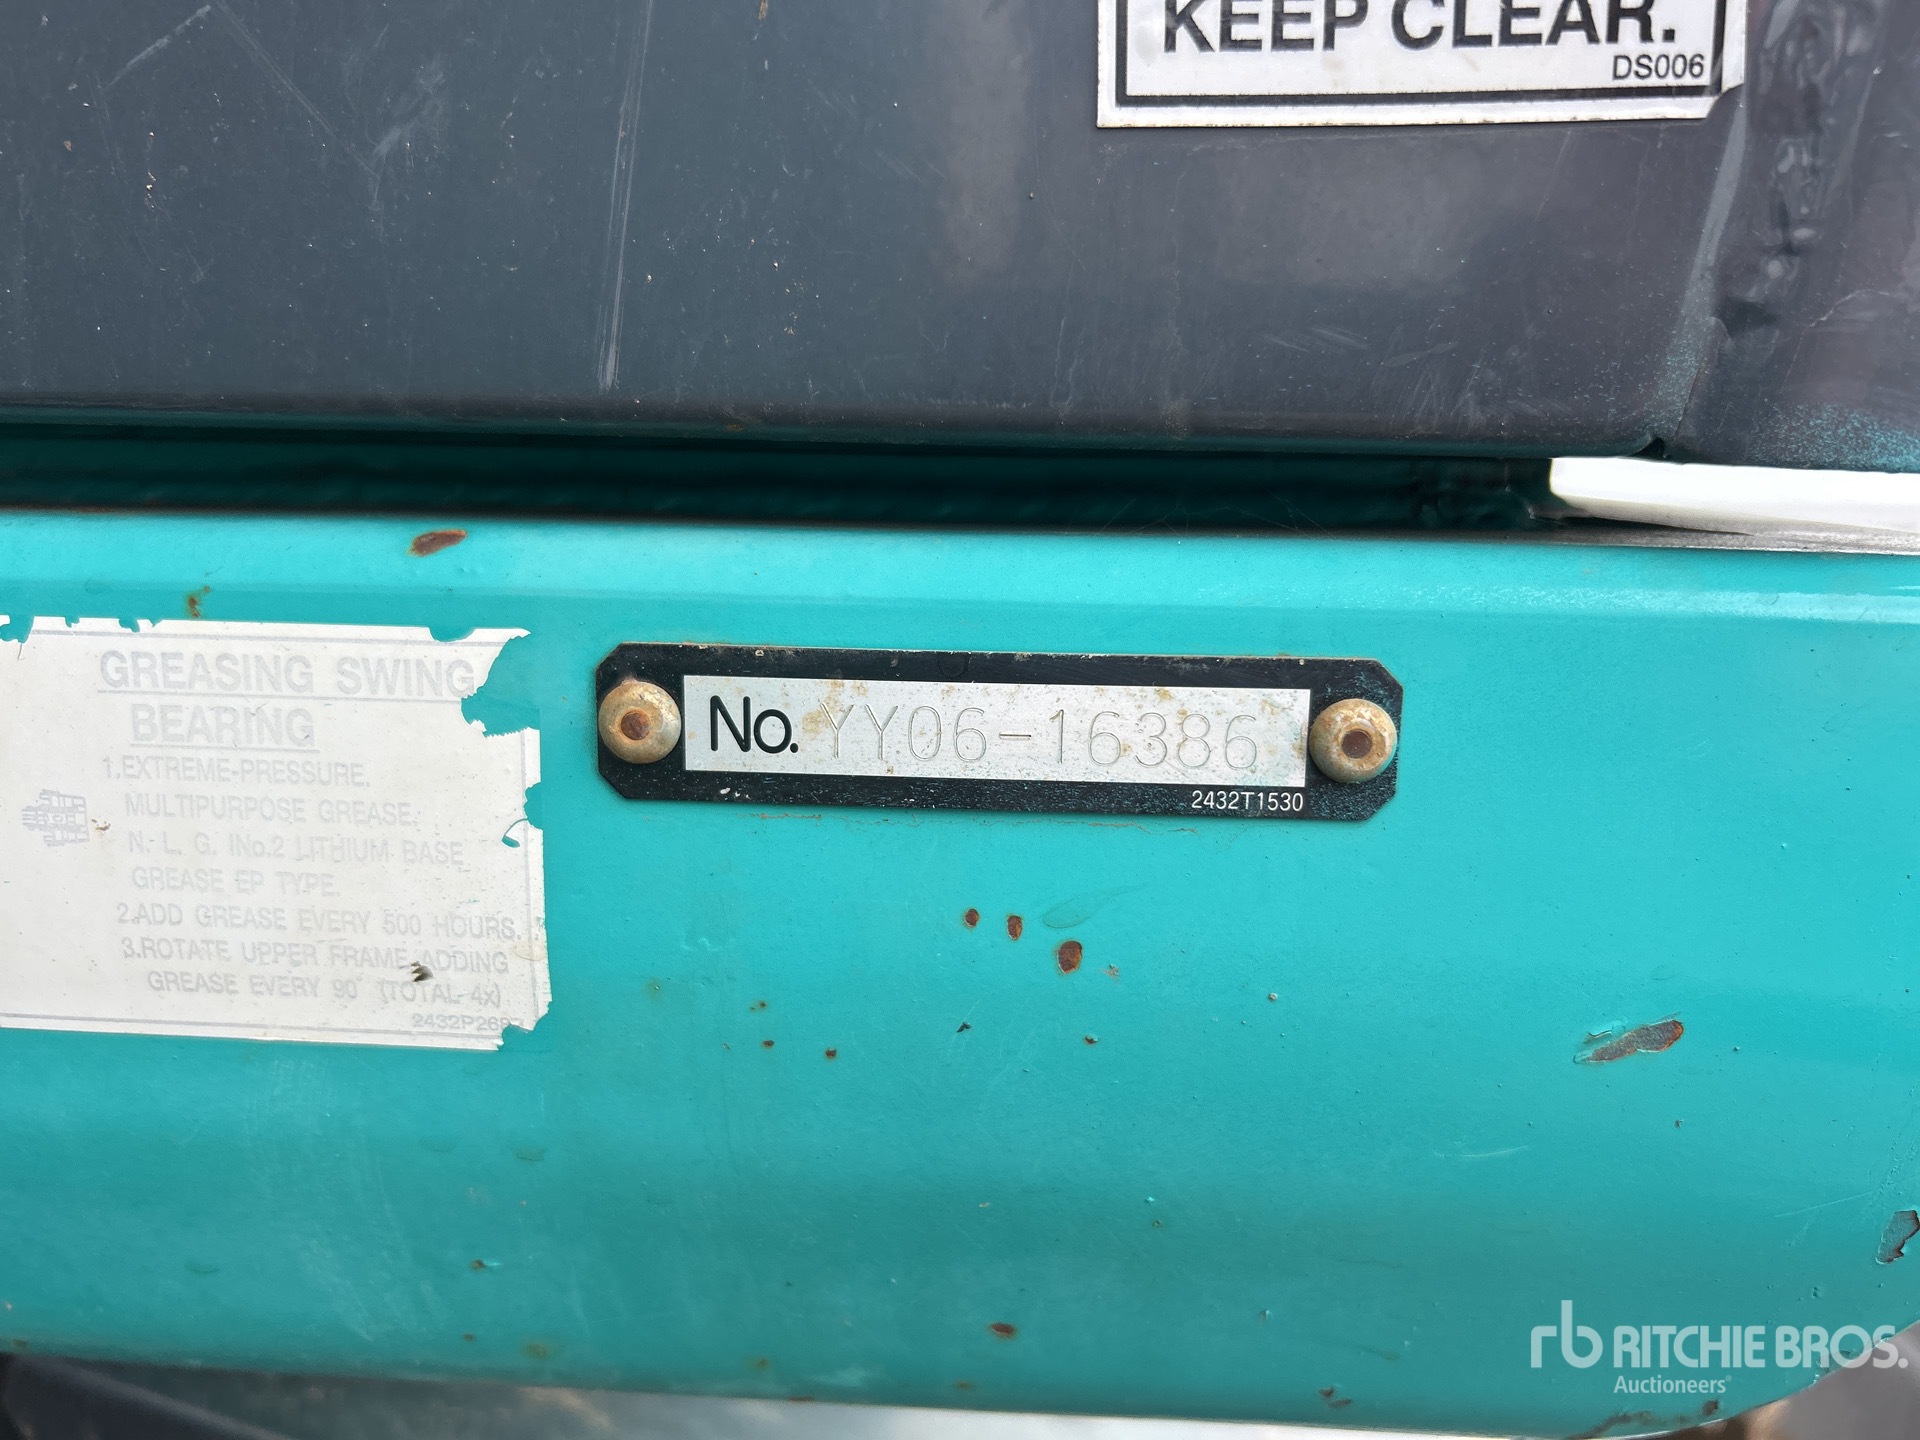 KEEP CLEAR.
DS006
GREASING SWING
BEARING
1.EXTREME-PRESSURE.
MULTIPURPOSE GREASE:
N. L. G. INo.2 LITHIUM BASE
GREASE EP TYPE.
2.ADD GREASE EVERY 500 HOURS.
3.ROTATE UPPER FRAME ADDING
GREASE EVERY 90° (TOTAL 4x)
No. YY06-16386
2432T1530
rb RITCHIE BROS.
Auctioneers